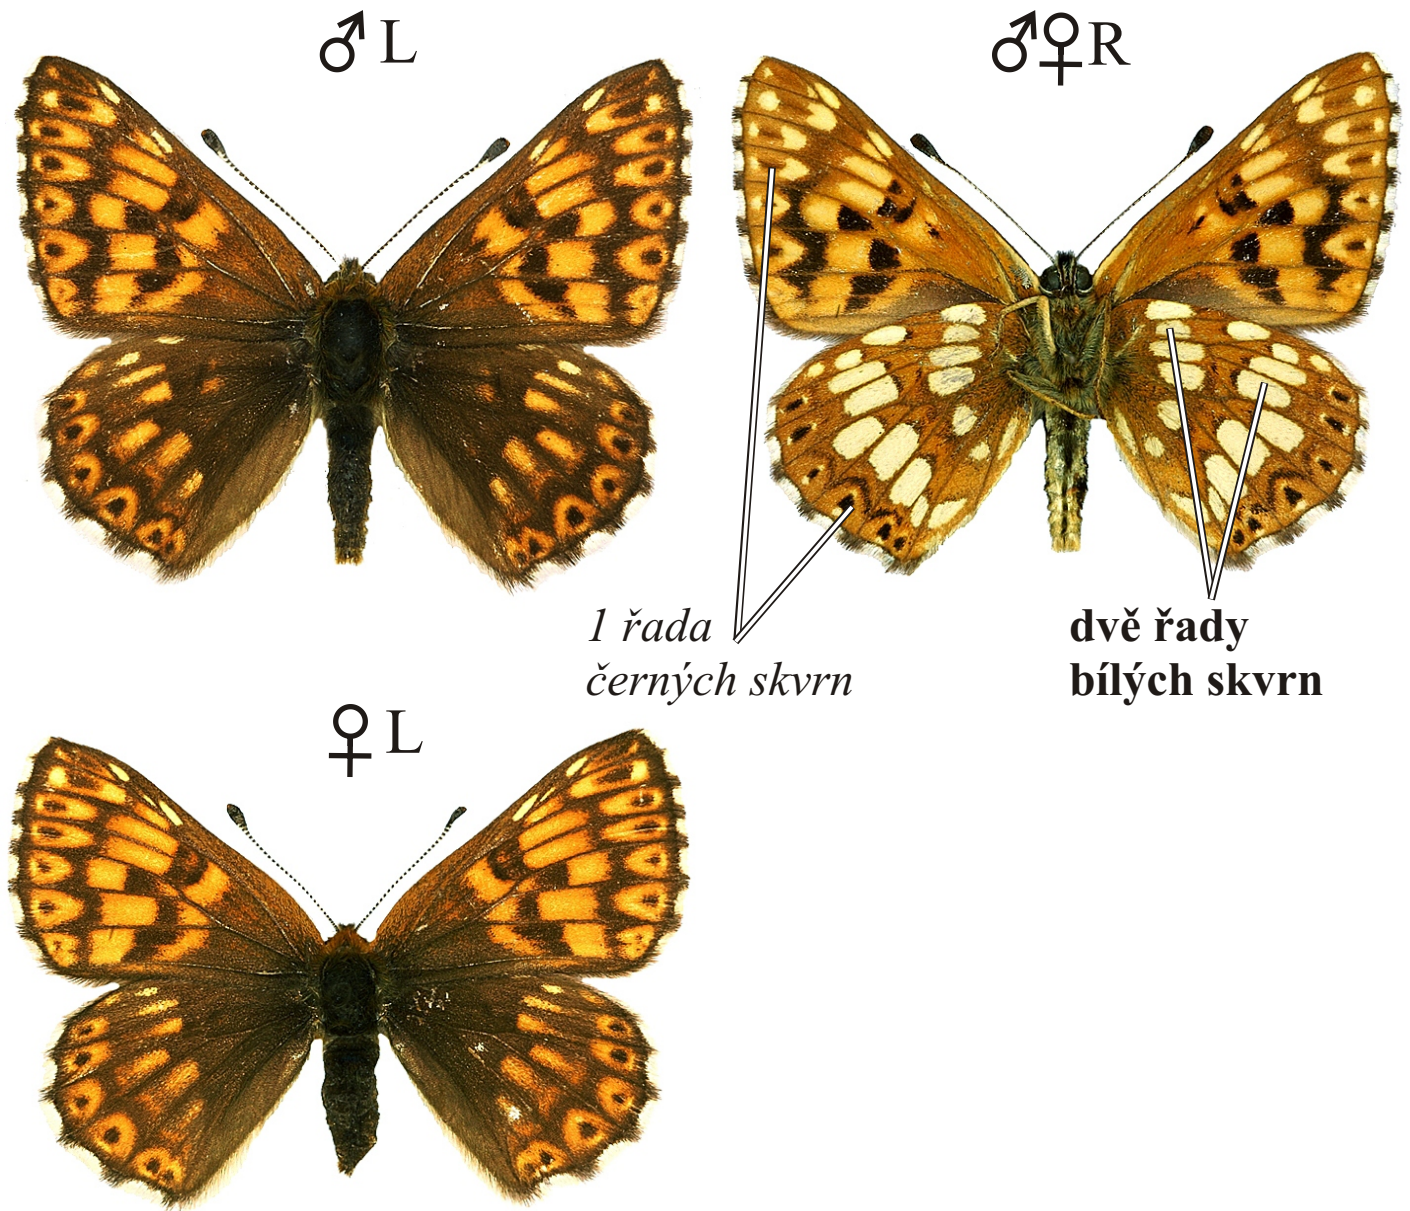 ♂ L
♂♀ R
1 řada
černých skvrn
dvě řady
bílých skvrn
♀ L